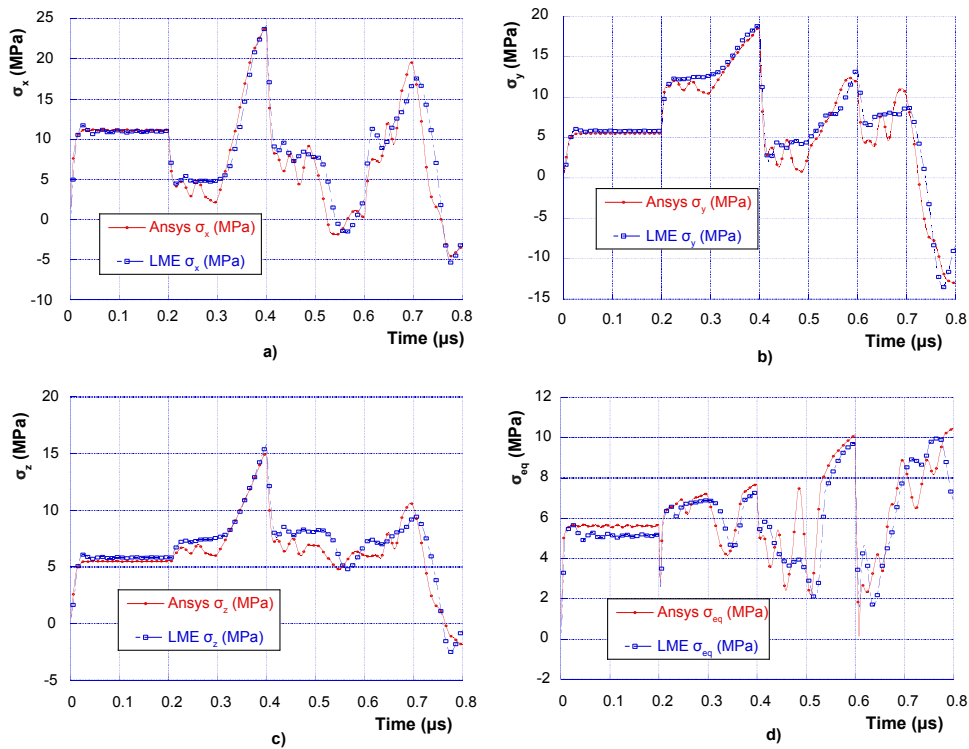 σx (MPa)
25
20
15
10
5
0
-5
-10
Ansys σx (MPa)
LME σx (MPa)
0 0.1 0.2 0.3 0.4 0.5 0.6 0.7 0.8
Time (µs)
a)
σy (MPa)
20
15
10
5
0
-5
-10
-15
Ansys σy (MPa)
LME σy (MPa)
0 0.1 0.2 0.3 0.4 0.5 0.6 0.7 0.8
Time (µs)
b)
σz (MPa)
20
15
10
5
0
-5
Ansys σz (MPa)
LME σz (MPa)
0 0.1 0.2 0.3 0.4 0.5 0.6 0.7 0.8
Time (µs)
c)
σeq (MPa)
12
10
8
6
4
2
0
-2
Ansys σeq (MPa)
LME σeq (MPa)
0 0.1 0.2 0.3 0.4 0.5 0.6 0.7 0.8
Time (µs)
d)